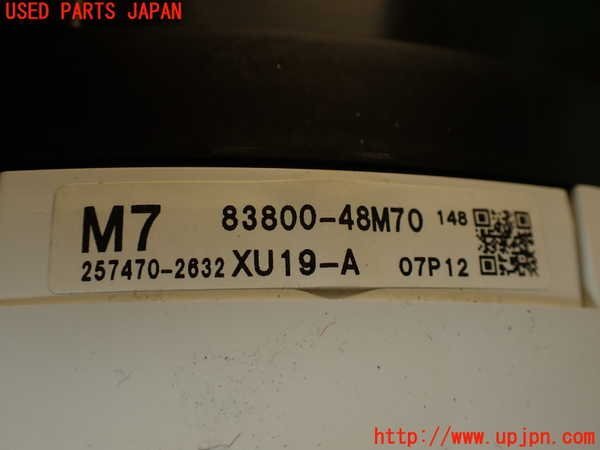 USED PARTS JAPAN
M7 83800-48M70 148
257470-2632 XU19-A 07P12
http://www.upjpn.com/